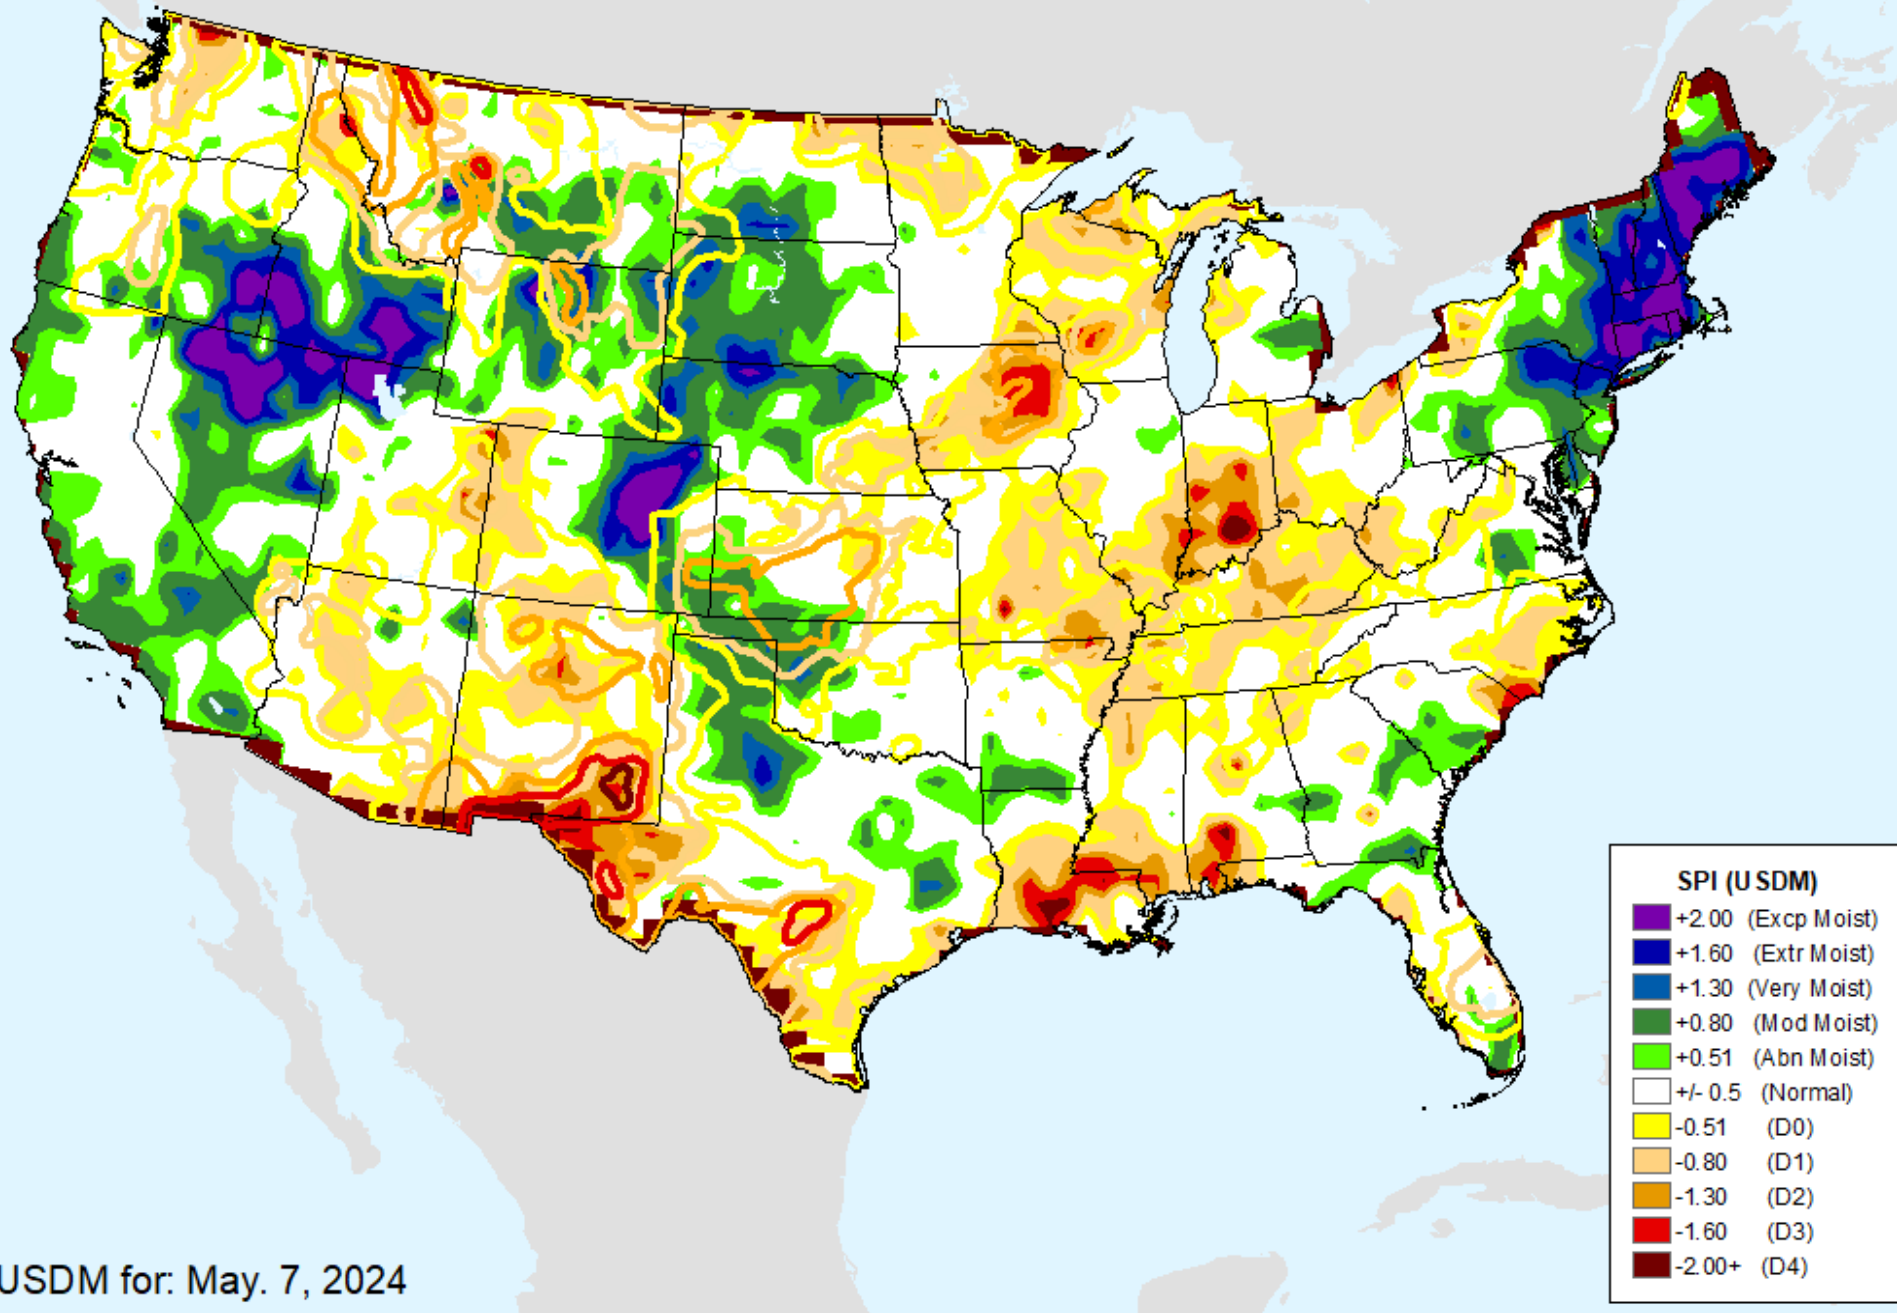 SPI (USDM)
+2.00 (Excp Moist)
+1.60 (Extr Moist)
+1.30 (Very Moist)
+0.80 (Mod Moist)
+0.51 (Abn Moist)
+/- 0.5 (Normal)
-0.51 (D0)
-0.80 (D1)
-1.30 (D2)
-1.60 (D3)
-2.00+ (D4)
USDM for: May. 7, 2024